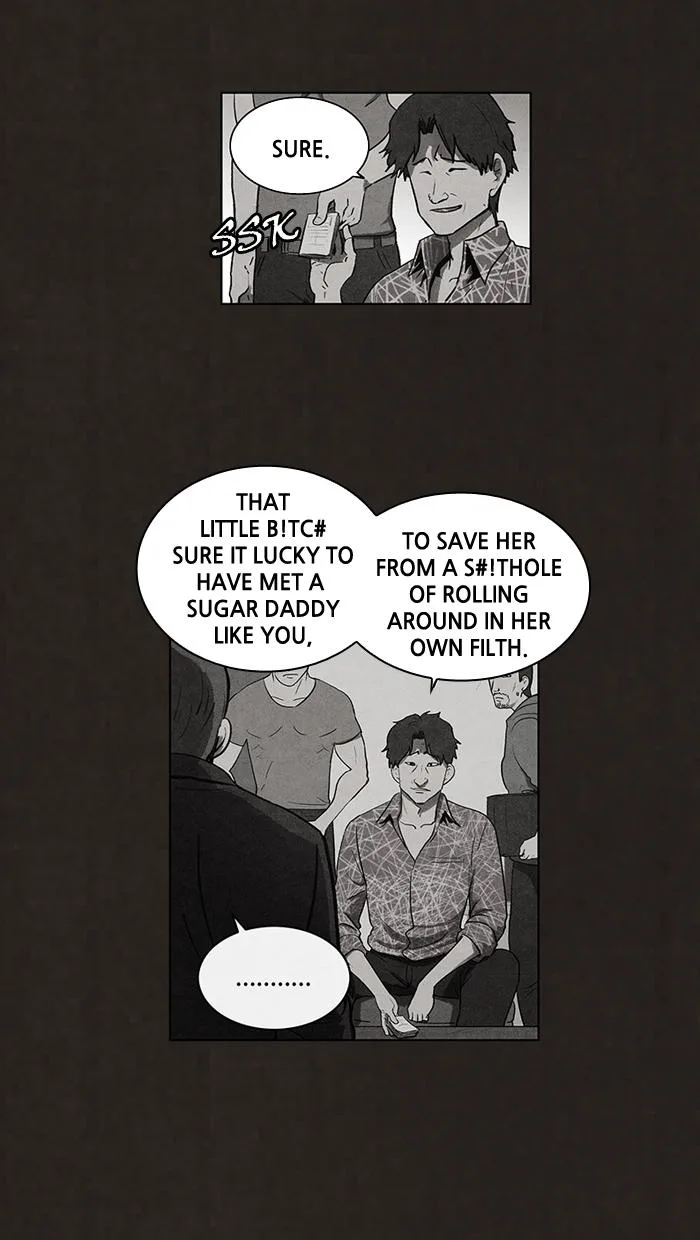 SURE.
SSK
THAT
LITTLE B!TC#
SURE IT LUCKY TO
HAVE MET A
SUGAR DADDY
LIKE YOU,
TO SAVE HER
FROM A S#!THOLE
OF ROLLING
AROUND IN HER
OWN FILTH.
...........